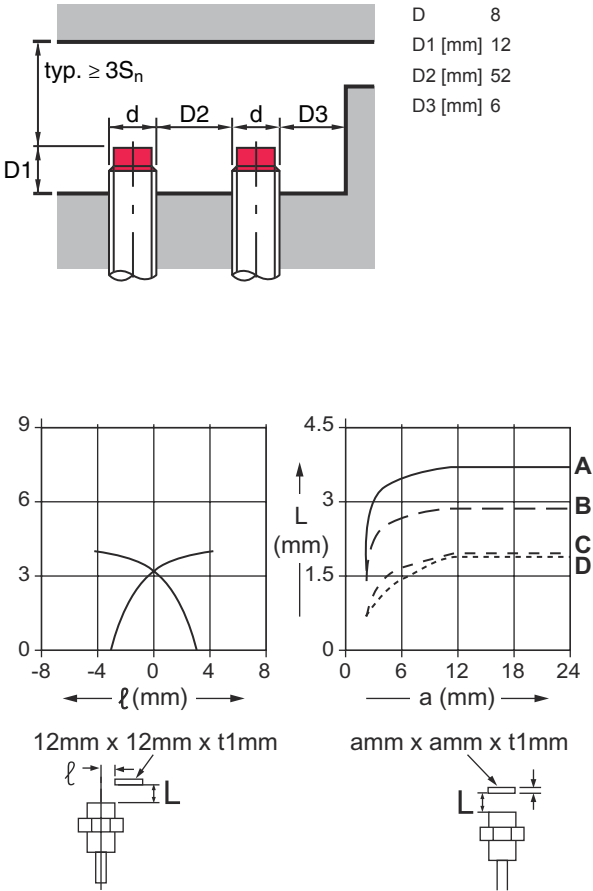 D 8
D1 [mm] 12
D2 [mm] 52
D3 [mm] 6
typ. ≥ 3Sn
d D2 d D3
D1
9
6
3
0
-8 -4 0 4 8
ℓ (mm)
12mm x 12mm x t1mm
ℓ
L
4.5
3
1.5
0
L
(mm)
A
B
C
D
0 6 12 18 24
a (mm)
amm x amm x t1mm
L